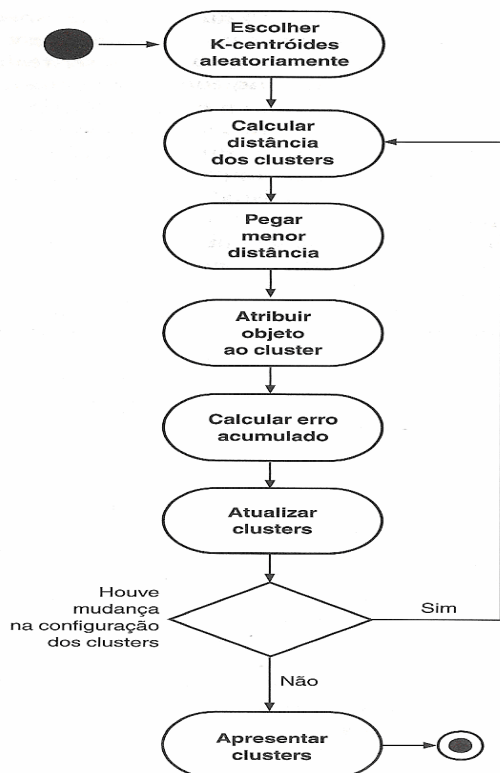 Escolher
K-centróides
aleatoriamente
Calcular
distância
dos clusters
Pegar
menor
distância
Atribuir
objeto
ao cluster
Calcular erro
acumulado
Atualizar
clusters
Houve
mudança
na configuração
dos clusters
Sim
Não
Apresentar
clusters